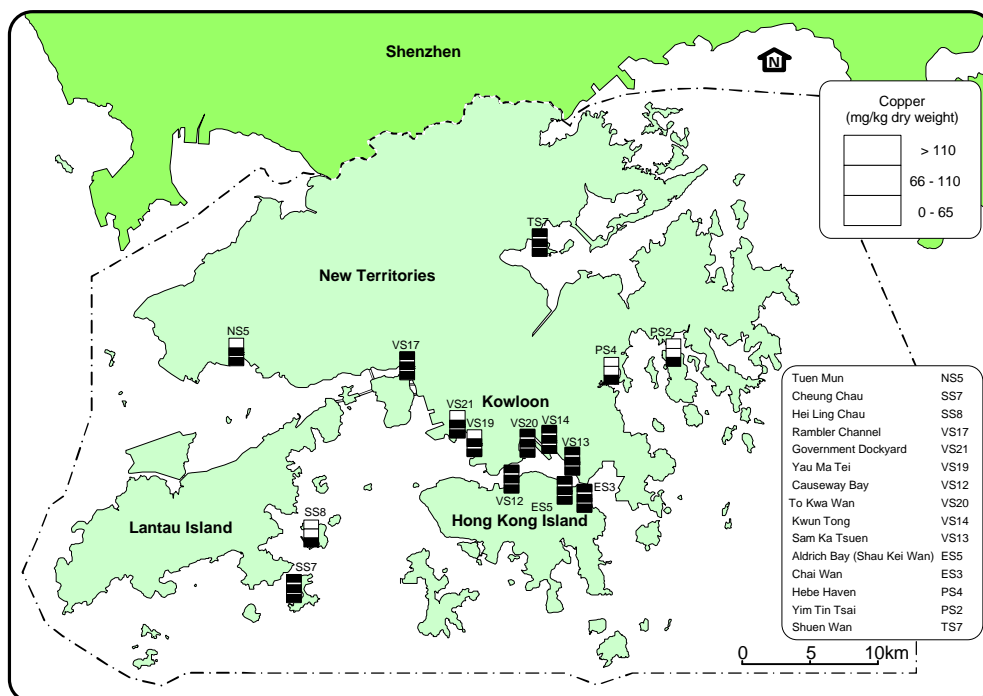 Shenzhen
N
Copper
(mg/kg dry weight)
> 110
66 - 110
0 - 65
TS7
New Territories
NS5
VS17
PS2
PS4
Kowloon
VS21
VS19
VS20
VS14
VS13
VS12
ES5
ES3
Hong Kong Island
Lantau Island
SS8
SS7
Tuen Mun NS5
Cheung Chau SS7
Hei Ling Chau SS8
Rambler Channel VS17
Government Dockyard VS21
Yau Ma Tei VS19
Causeway Bay VS12
To Kwa Wan VS20
Kwun Tong VS14
Sam Ka Tsuen VS13
Aldrich Bay (Shau Kei Wan) ES5
Chai Wan ES3
Hebe Haven PS4
Yim Tin Tsai PS2
Shuen Wan TS7
0 5 10km